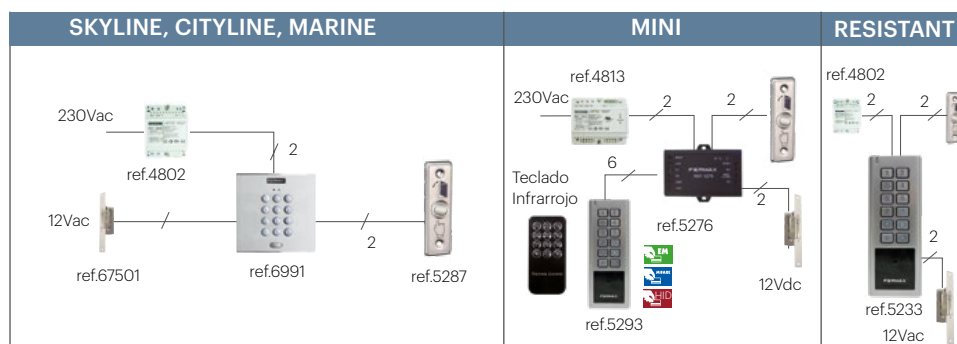 SKYLINE, CITYLINE, MARINE
230Vac
2
ref.4802
12Vac
2
ref.67501
ref.6991
ref.5287
MINI
ref.4813
230Vac
2
2
6
Teclado
Infrarrojo
FERMAX
2
ref.5276
EM
HID
12Vdc
ref.5293
RESISTANT
ref.4802
2
2
2
ref.5233
12Vac